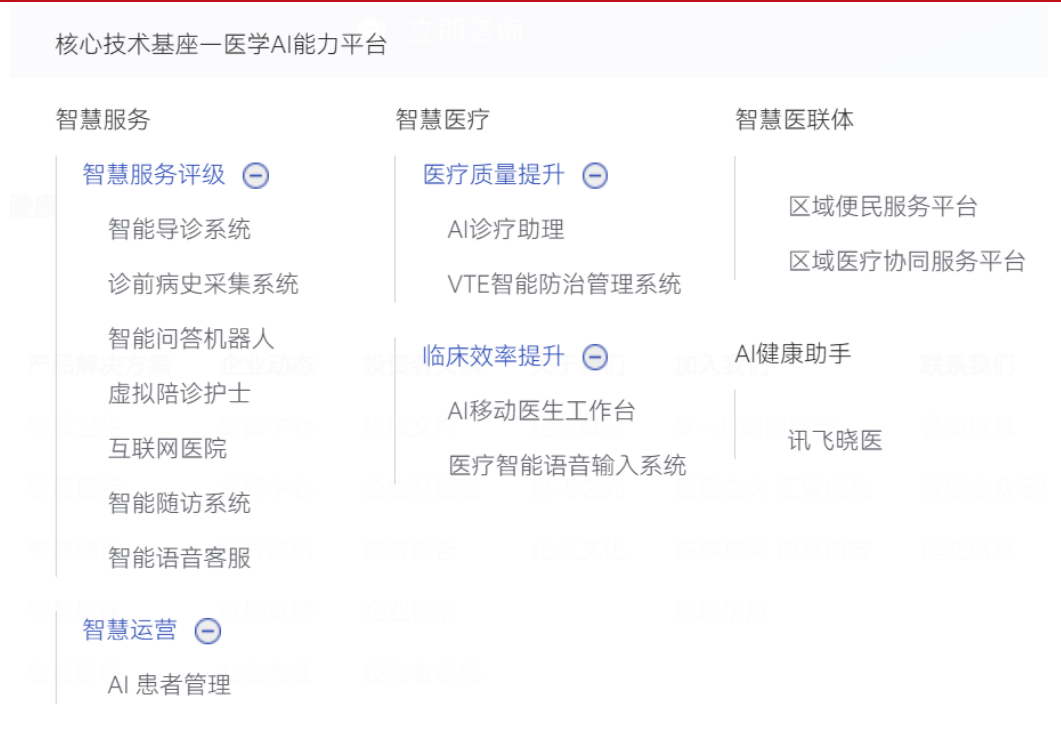 立即咨询
核心技术基座—医学AI能力平台
智慧服务
智慧服务评级
智能导诊系统
诊前病史采集系统
智能问答机器人
虚拟陪诊护士
互联网医院
智能随访系统
智能语音客服
智慧运营
AI 患者管理
智慧医疗
医疗质量提升
AI诊疗助理
VTE智能防治管理系统
临床效率提升
AI移动医生工作台
医疗智能语音输入系统
智慧医联体
区域便民服务平台
区域医疗协同服务平台
AI健康助手
讯飞晓医